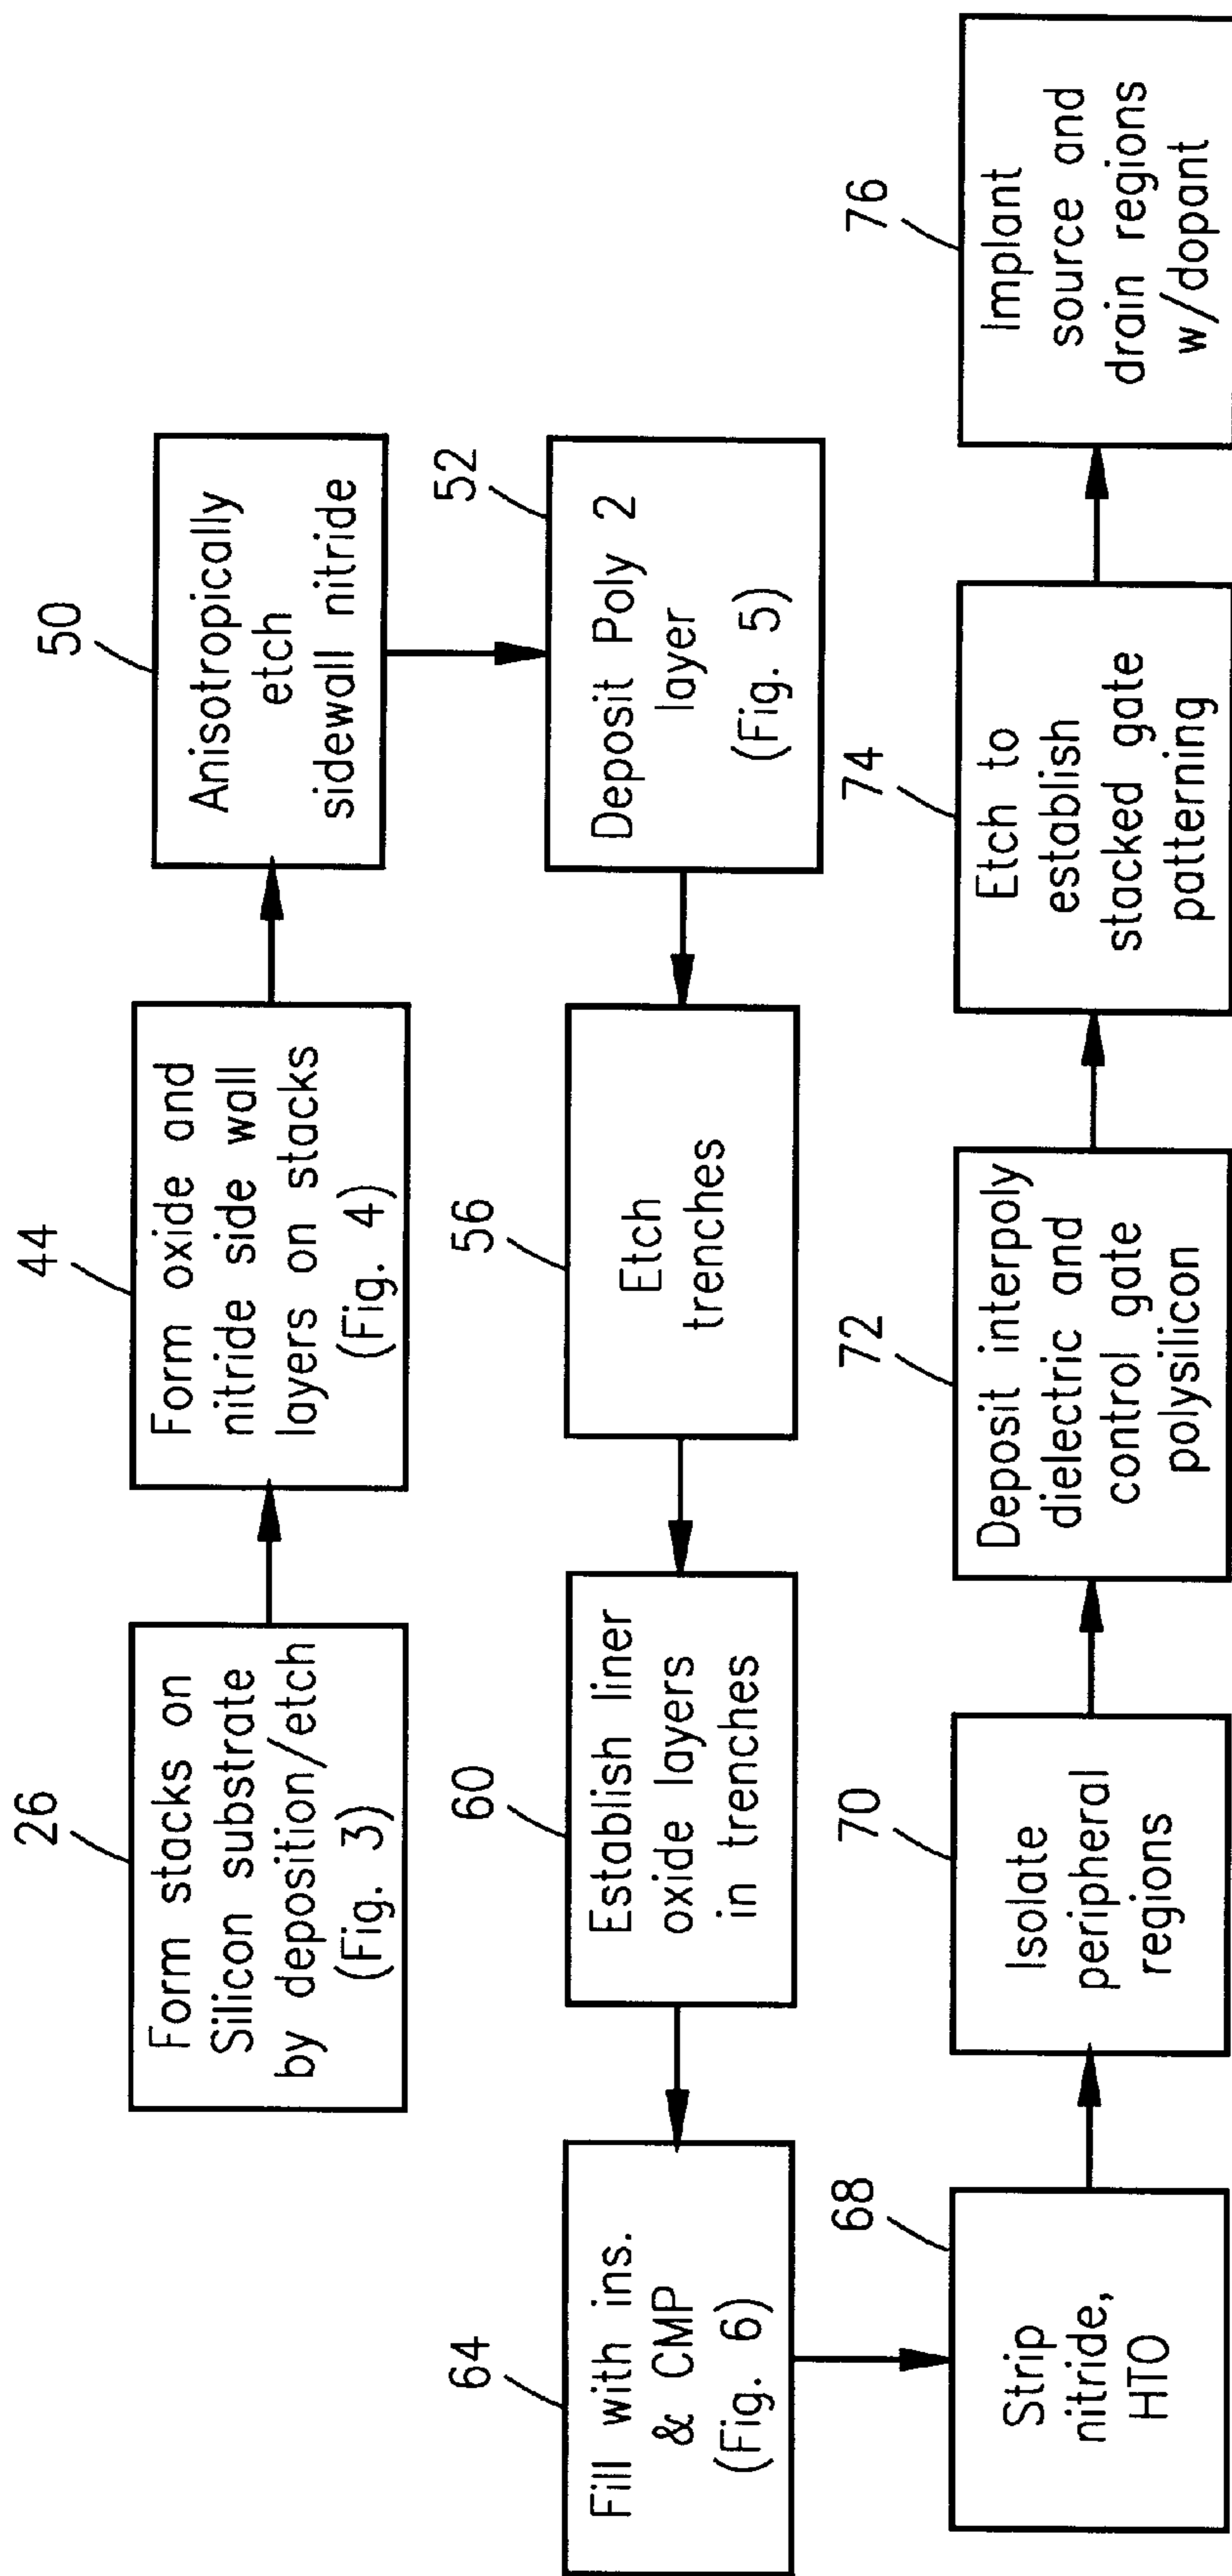 26
Form stacks on
Silicon substrate
by deposition/etch
(Fig. 3)
44
Form oxide and
nitride side wall
layers on stacks
(Fig. 4)
50
Anisotropically
etch
sidewall nitride
52
Deposit Poly 2
layer
(Fig. 5)
56
Etch
trenches
60
Establish liner
oxide layers
in trenches
64
Fill with ins.
& CMP
(Fig. 6)
68
Strip
nitride,
HTO
70
Isolate
peripheral
regions
72
Deposit interpoly
dielectric and
control gate
polysilicon
74
Etch to
establish
stacked gate
patterning
76
Implant
source and
drain regions
w/dopant